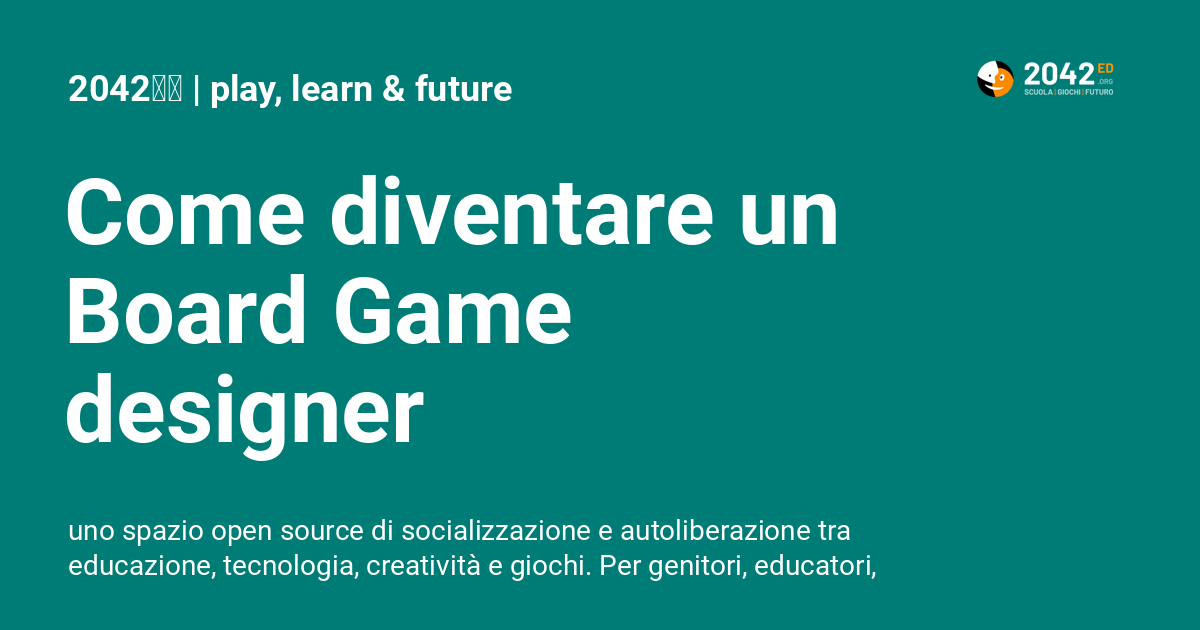 2042 | play, learn & future
2042 ED
.ORG
SCUOLA | GIOCHI | FUTURO
Come diventare un
Board Game
designer
uno spazio open source di socializzazione e autoliberazione tra
educazione, tecnologia, creatività e giochi. Per genitori, educatori,